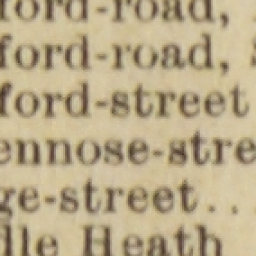 ford-road,
ford-road, S
ford-street
ennose-stre
ge-street..
dle Heath